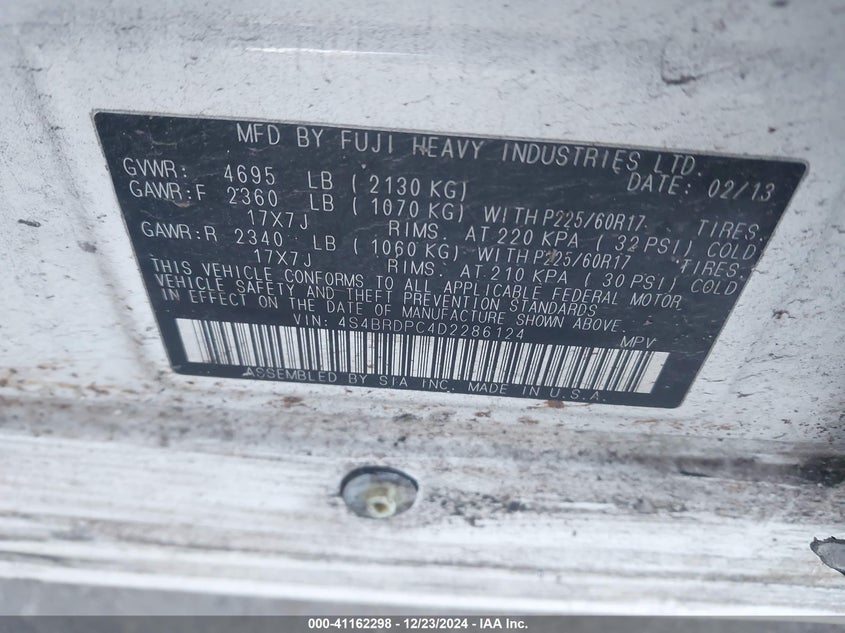 MFD BY FUJI HEAVY INDUSTRIES LTD.
GVWR: 4695 LB ( 2130 KG) DATE: 02/13
GAWR:F 2360 LB ( 1070 KG) WITH P225/60R17 TIRES
17X7J RIMS. AT 220 KPA ( 32 PSI) COLD
GAWR:R 2340 LB ( 1060 KG) WITH P225/60R17 TIRES
17X7J RIMS. AT 210 KPA ( 30 PSI) COLD
THIS VEHICLE CONFORMS TO ALL APPLICABLE FEDERAL MOTOR
VEHICLE SAFETY AND THEFT PREVENTION STANDARDS
IN EFFECT ON THE DATE OF MANUFACTURE SHOWN ABOVE.
VIN: 4S4BRDPC4D2286124 MPV
ASSEMBLED BY SIA INC. MADE IN U.S.A.
000-41162298 - 12/23/2024 - IAA Inc.